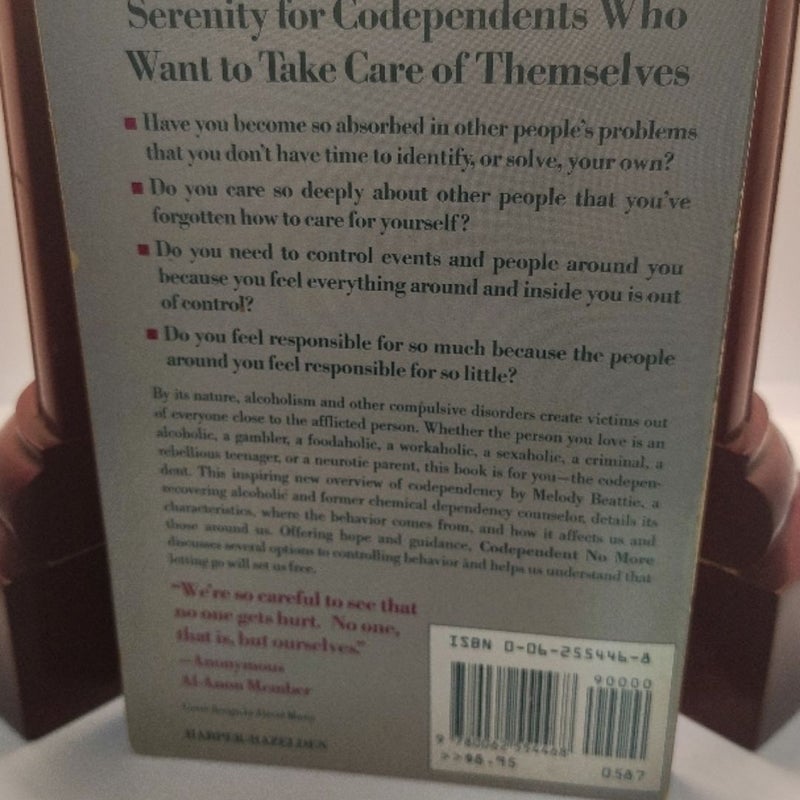 Serenity for Codependents Who
Want to Take Care of Themselves
■ Have you become so absorbed in other people's problems
that you don't have time to identify, or solve, your own?
■ Do you care so deeply about other people that you've
forgotten how to care for yourself?
■ Do you need to control events and people around you
because you feel everything around and inside you is out
of control?
■ Do you feel responsible for so much because the people
around you feel responsible for so little?
By its nature, alcoholism and other compulsive disorders create victims out
of everyone close to the afflicted person. Whether the person you love is an
alcoholic, a gambler, a foodaholic, a workaholic, a sexaholic, a criminal, a
rebellious teenager, or a neurotic parent, this book is for you—the codepen-
dent. This inspiring new overview of codependency by Melody Beattie, a
recovering alcoholic and former chemical dependency counselor, details its
characteristics, where the behavior comes from, and how it affects us and
those around us. Offering hope and guidance, Codependent No More
discusses several options to controlling behavior and helps us understand that
letting go will set us free.
"We're so careful to see that
no one gets hurt. No one,
that is, but ourselves."
—Anonymous
Al-Anon Member
Cover design by
HARPER/HAZELDEN
ISBN 0-06-255446-8
90000
9 780062 554468
>>$8.95
0587